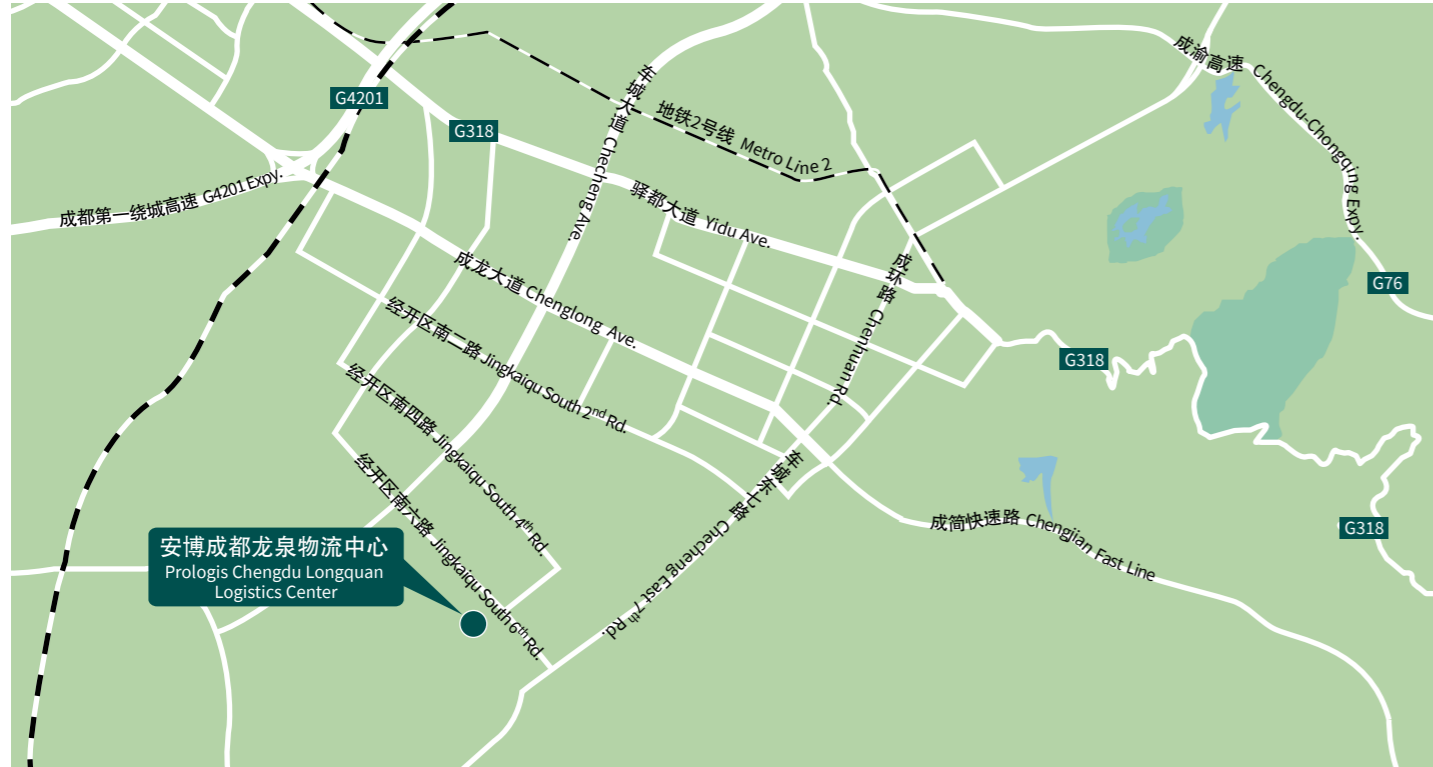 成渝高速 Chengdu-Chongqing Expy.
车城大道 Checheng Ave.
G4201
地铁2号线 Metro Line 2
G318
成都第一绕城高速 G4201 Expy.
驿都大道 Yidu Ave.
成龙大道 Chenglong Ave.
成环路 Chenhuan Rd.
G76
经开区南二路 Jingkaiqu South 2nd Rd.
G318
经开区南四路 Jingkaiqu South 4th Rd.
经开区南六路 Jingkaiqu South 6th Rd.
车城东七路 Checheng East 7th Rd.
成简快速路 Chengjian Fast Line
G318
安博成都龙泉物流中心
Prologis Chengdu Longquan
Logistics Center